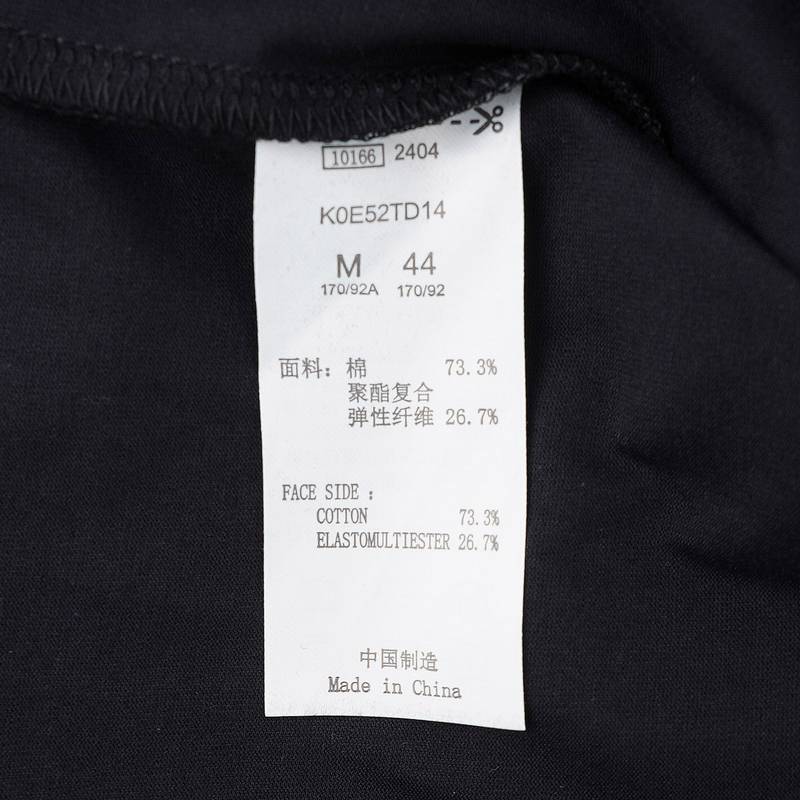 10166 2404
K0E52TD14
M 44
170/92A 170/92
面料：棉 73.3%
聚酯复合
弹性纤维 26.7%
FACE SIDE :
COTTON 73.3%
ELASTOMULTIESTER 26.7%
中国制造
Made in China